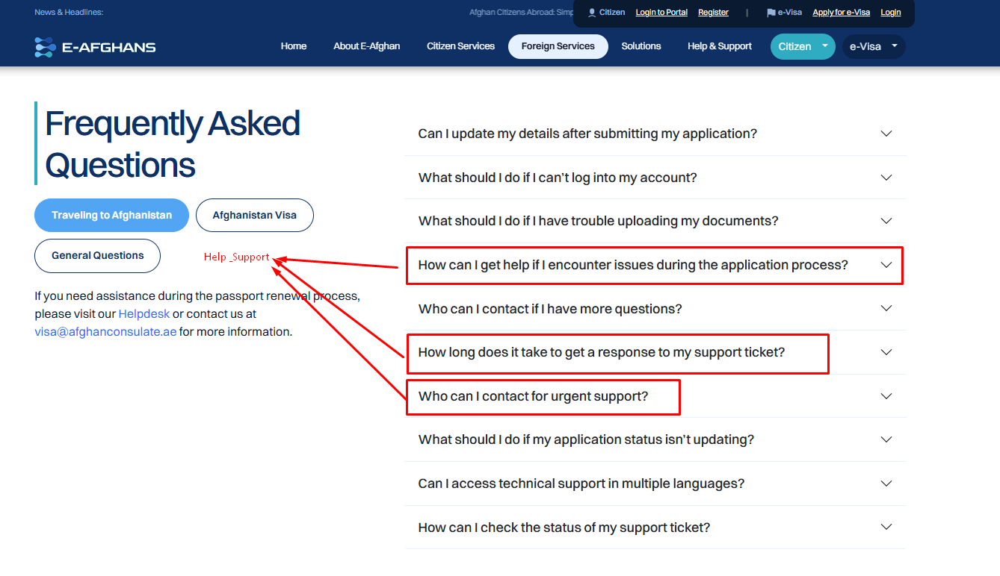 News & Headlines:
Afghan Citizens Abroad: Simp
Citizen Login to Portal Register | e-Visa Apply for e-Visa Login
E-AFGHANS
Home About E-Afghan Citizen Services Foreign Services Solutions Help & Support Citizen e-Visa
Frequently Asked
Questions
Traveling to Afghanistan Afghanistan Visa
General Questions Help _Support
If you need assistance during the passport renewal process,
please visit our Helpdesk or contact us at
visa@afghanconsulate.ae for more information.
Can I update my details after submitting my application?
What should I do if I can’t log into my account?
What should I do if I have trouble uploading my documents?
How can I get help if I encounter issues during the application process?
Who can I contact if I have more questions?
How long does it take to get a response to my support ticket?
Who can I contact for urgent support?
What should I do if my application status isn’t updating?
Can I access technical support in multiple languages?
How can I check the status of my support ticket?